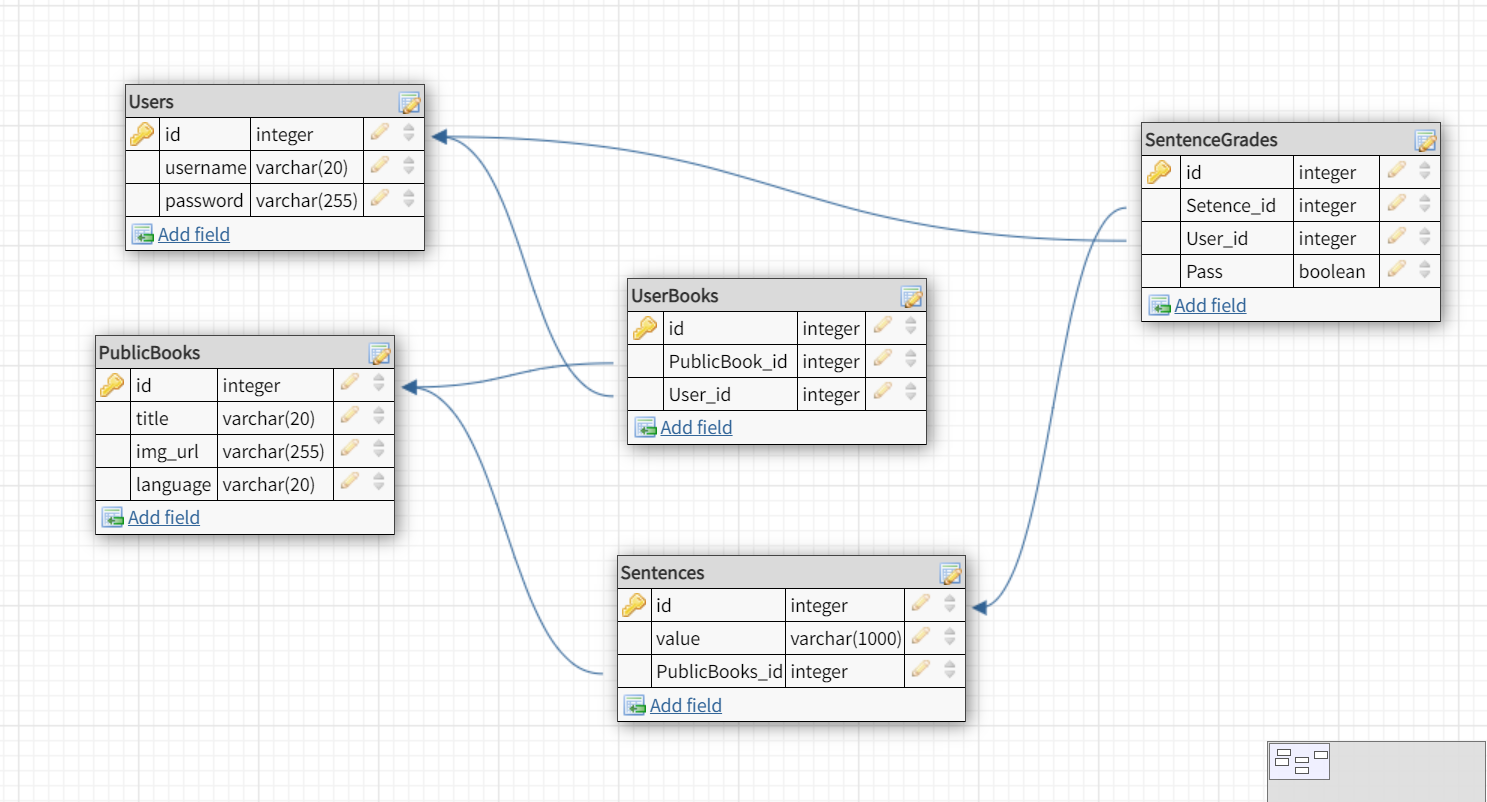 Users
id integer
username varchar(20)
password varchar(255)
Add field
PublicBooks
id integer
title varchar(20)
img_url varchar(255)
language varchar(20)
Add field
UserBooks
id integer
PublicBook_id integer
User_id integer
Add field
Sentences
id integer
value varchar(1000)
PublicBooks_id integer
Add field
SentenceGrades
id integer
Setence_id integer
User_id integer
Pass boolean
Add field